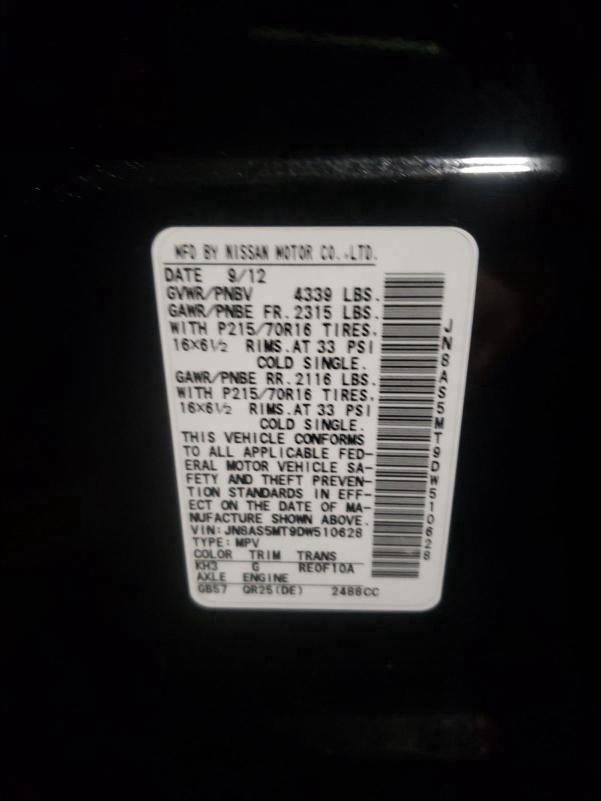 MFD BY NISSAN MOTOR CO.,LTD.
DATE 9/12
GVWR/PNBV 4339 LBS.
GAWR/PNBE FR. 2315 LBS.
WITH P215/70R16 TIRES.
16X6½ RIMS.AT 33 PSI
COLD SINGLE.
GAWR/PNBE RR. 2116 LBS.
WITH P215/70R16 TIRES.
16X6½ RIMS.AT 33 PSI
COLD SINGLE.
THIS VEHICLE CONFORMS
TO ALL APPLICABLE FED-
ERAL MOTOR VEHICLE SA-
FETY AND THEFT PREVEN-
TION STANDARDS IN EFF-
ECT ON THE DATE OF MA-
NUFACTURE SHOWN ABOVE.
VIN: JN8AS5MT9DW510628
TYPE: MPV
COLOR TRIM TRANS
KH3 G RE0F10A
AXLE ENGINE
GB57 QR25(DE) 2488CC
JN8AS5MT9DW510628